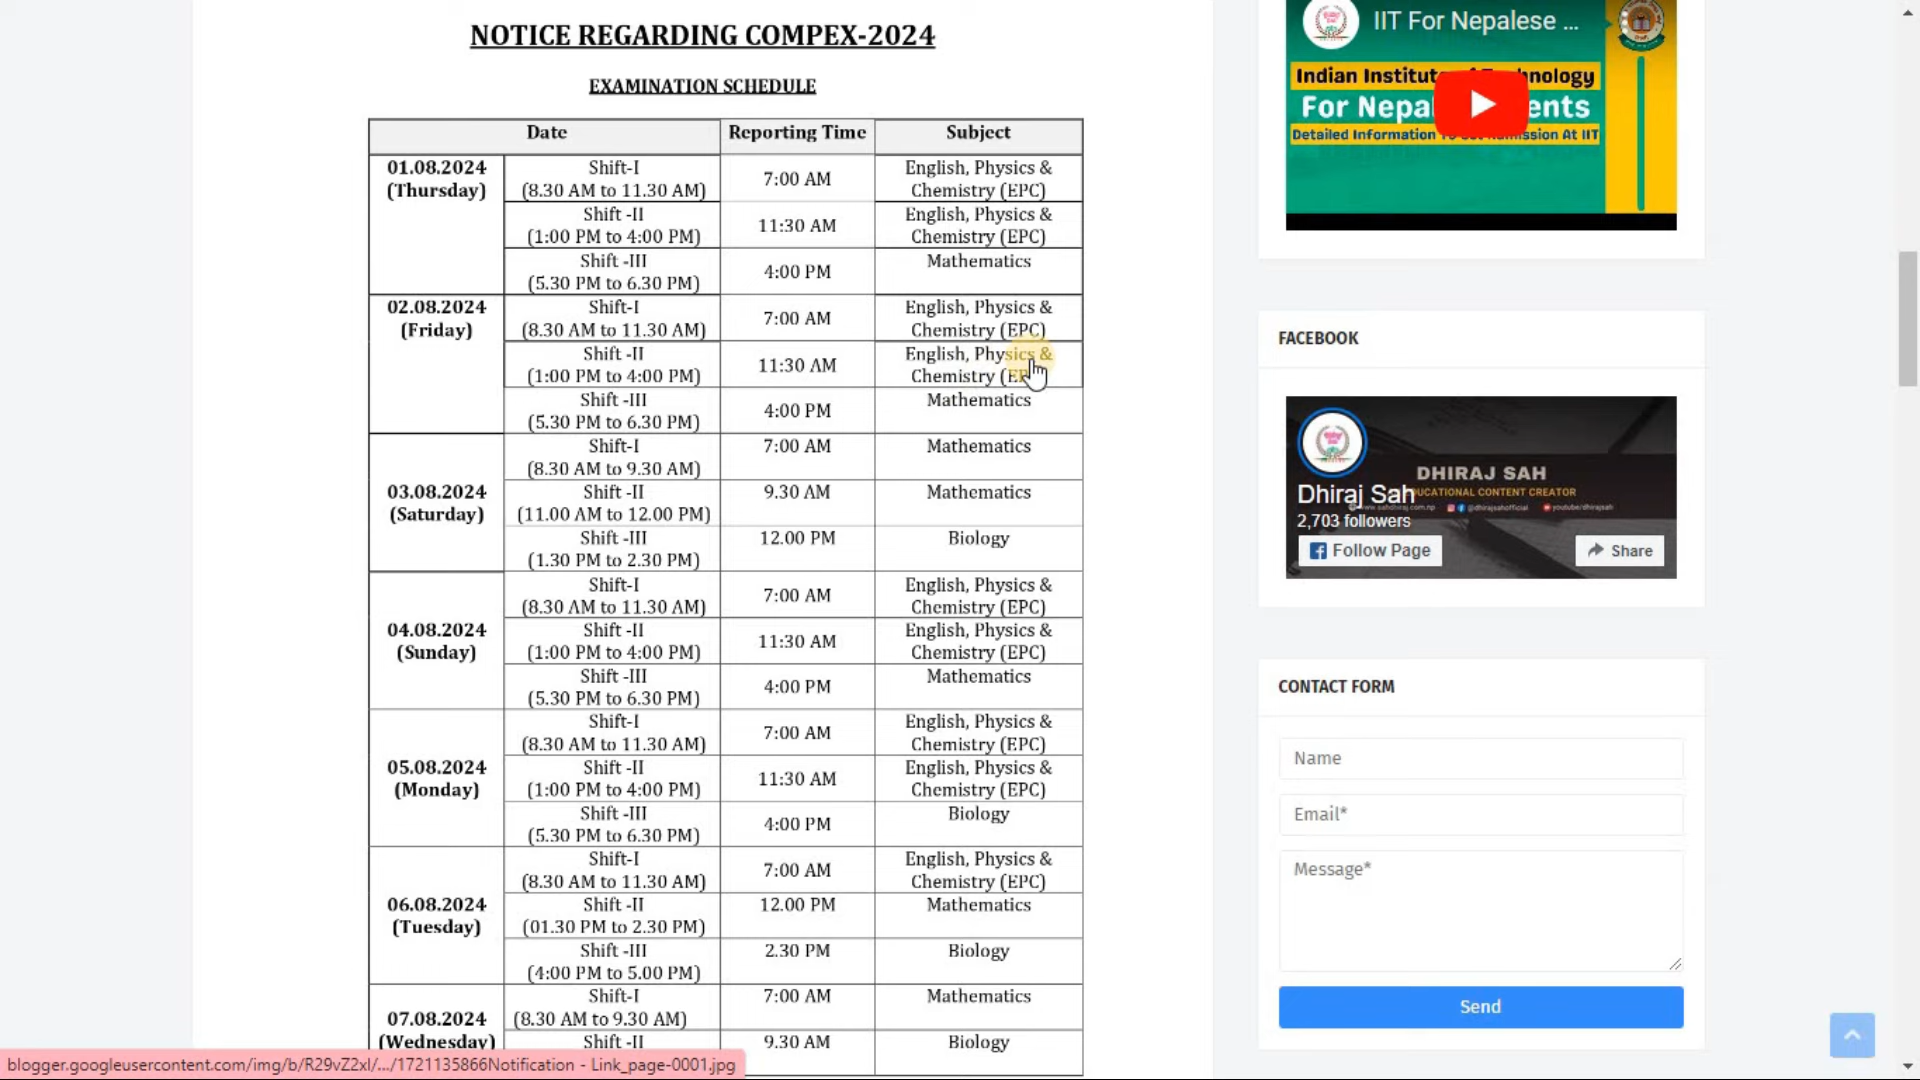 NOTICE REGARDING COMPEX-2024
EXAMINATION SCHEDULE
Date Reporting Time Subject
01.08.2024
(Thursday)
Shift-I
(8.30 AM to 11.30 AM)
7:00 AM
English, Physics &
Chemistry (EPC)
Shift -II
(1:00 PM to 4:00 PM)
11:30 AM
English, Physics &
Chemistry (EPC)
Shift -III
(5.30 PM to 6.30 PM)
4:00 PM
Mathematics
02.08.2024
(Friday)
Shift-I
(8.30 AM to 11.30 AM)
7:00 AM
English, Physics &
Chemistry (EPC)
Shift -II
(1:00 PM to 4:00 PM)
11:30 AM
English, Physics &
Chemistry
Shift -III
(5.30 PM to 6.30 PM)
4:00 PM
Mathematics
03.08.2024
(Saturday)
Shift-I
(8.30 AM to 9.30 AM)
7:00 AM
Mathematics
Shift -II
(11.00 AM to 12.00 PM)
9.30 AM
Mathematics
Shift -III
(1.30 PM to 2.30 PM)
12.00 PM
Biology
04.08.2024
(Sunday)
Shift-I
(8.30 AM to 11.30 AM)
7:00 AM
English, Physics &
Chemistry (EPC)
Shift -II
(1:00 PM to 4:00 PM)
11:30 AM
English, Physics &
Chemistry (EPC)
Shift -III
(5.30 PM to 6.30 PM)
4:00 PM
Mathematics
05.08.2024
(Monday)
Shift-I
(8.30 AM to 11.30 AM)
7:00 AM
English, Physics &
Chemistry (EPC)
Shift -II
(1:00 PM to 4:00 PM)
11:30 AM
English, Physics &
Chemistry (EPC)
Shift -III
(5.30 PM to 6.30 PM)
4:00 PM
Biology
06.08.2024
(Tuesday)
Shift-I
(8.30 AM to 11.30 AM)
7:00 AM
English, Physics &
Chemistry (EPC)
Shift -II
(01.30 PM to 2.30 PM)
12.00 PM
Mathematics
Shift -III
(4:00 PM to 5.00 PM)
2.30 PM
Biology
07.08.2024
(Wednesday)
Shift-I
(8.30 AM to 9.30 AM)
7:00 AM
Mathematics
Shift -II
9.30 AM
Biology
blogger.googleusercontent.com/img/b/R29vZ2xl/.../1721135866Notification - Link_page-0001.jpg
IIT For Nepalese ...
Indian
For
Detailed Information
At IIT
FACEBOOK
DHIRAJ SAH
Dhiraj Sah
EDUCATIONAL CONTENT CREATOR
2,703 followers
Follow Page
Share
CONTACT FORM
Name
Email*
Message*
Send